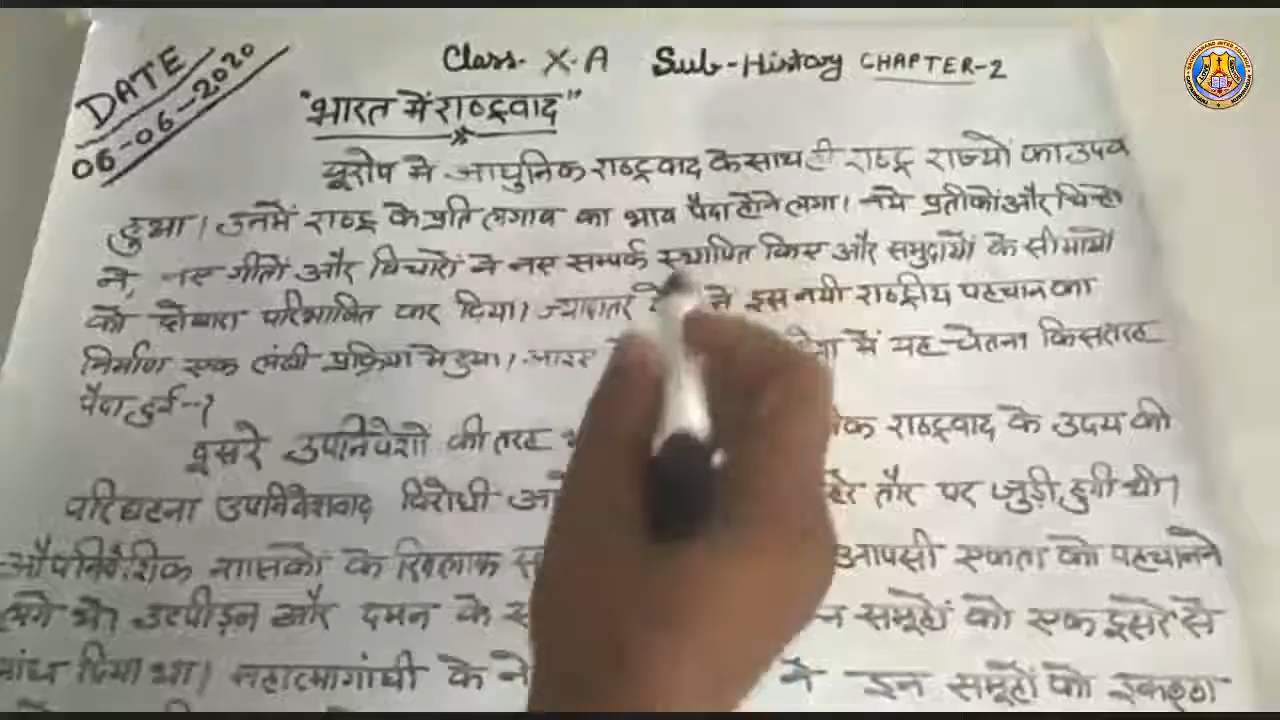 DATE
06-06-2020
Class- X-A Sub-History CHAPTER-2
"भारत में राष्ट्रवाद"
यूरोप मे आधुनिक राष्ट्रवाद के साथ ही राष्ट्र राज्यों का उदय
हुआ। उनमें राष्ट्र के प्रति लगाव का भाव पैदा होने लगा। नये प्रतीकों और चिन्हो
ने, नए गीतों और विचारों ने नए सम्पर्क स्थापित किए और समुदायों के सीमायों
को दोबारा परिभाषित कर दिया। ज्यादातर ने इस नयी राष्ट्रीय पहचान का
निर्माण एक लंबी प्रक्रिया मे हुआ। में यह चेतना किस तरह
पैदा हुई--?
दूसरे उपनिवेशों की तरह राष्ट्रवाद के उदय की
परिघटना उपनिवेशवाद विरोधी तौर पर जुड़ी हुयी थी।
औपनिवेशिक शासकों के खिलाफ आपसी एकता को पहचानने
लगे थे। उत्पीड़न और दमन के समूहों को एक दूसरे से
बांध दिया था। महात्मा गांधी के ने इन समूहों को इकठ्ठा